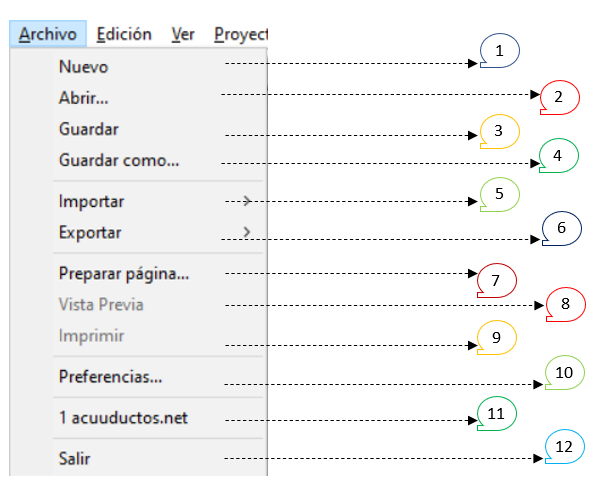 Archivo Edición Ver Proyect
Nuevo 1
Abrir... 2
Guardar 3
Guardar como... 4
Importar 5
Exportar 6
Preparar página... 7
Vista Previa 8
Imprimir 9
Preferencias... 10
1 acuuductos.net 11
Salir 12